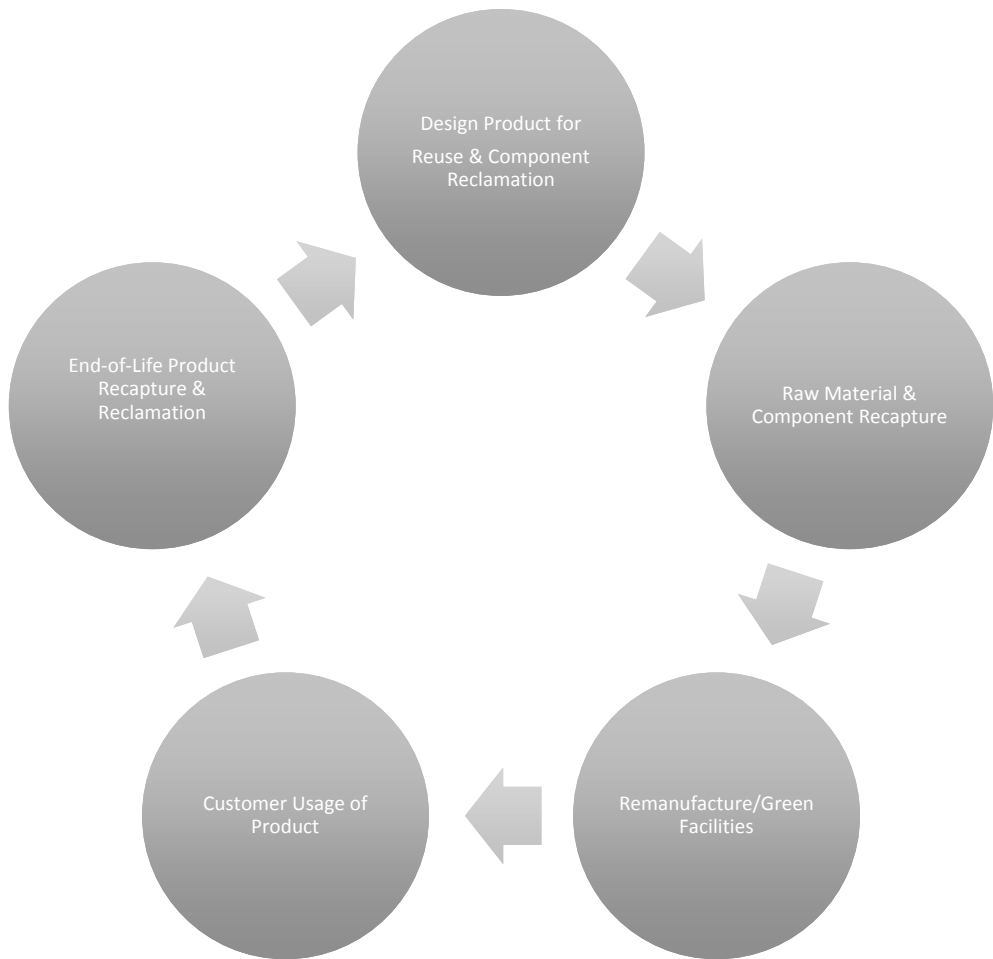 Design Product for
Reuse & Component
Reclamation
Raw Material &
Component Recapture
Remanufacture/Green
Facilities
Customer Usage of
Product
End-of-Life Product
Recapture &
Reclamation